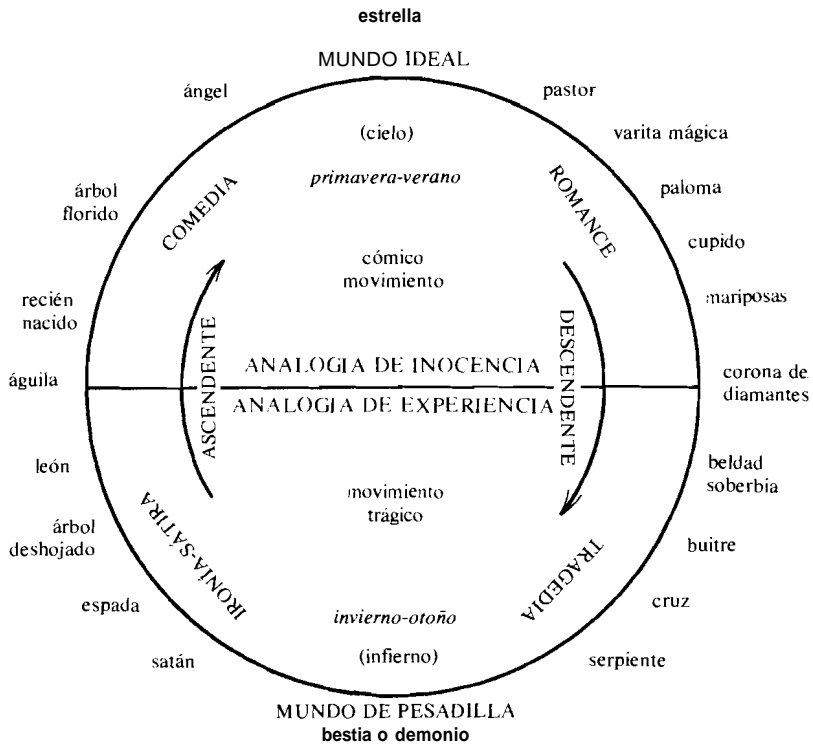 estrella
MUNDO IDEAL
ángel
pastor
(cielo)
varita mágica
primavera-verano
COMEDIA
ROMANCE
árbol
florido
paloma
cupido
cómico
movimiento
recién
nacido
mariposas
ASCENDENTE
DESCENDENTE
ANALOGIA DE INOCENCIA
águila
corona de
diamantes
ANALOGIA DE EXPERIENCIA
león
beldad
soberbia
movimiento
trágico
árbol
deshojado
IRONÍA-SÁTIRA
TRAGEDIA
buitre
espada
cruz
invierno-otoño
satán
(infierno)
serpiente
MUNDO DE PESADILLA
bestia o demonio